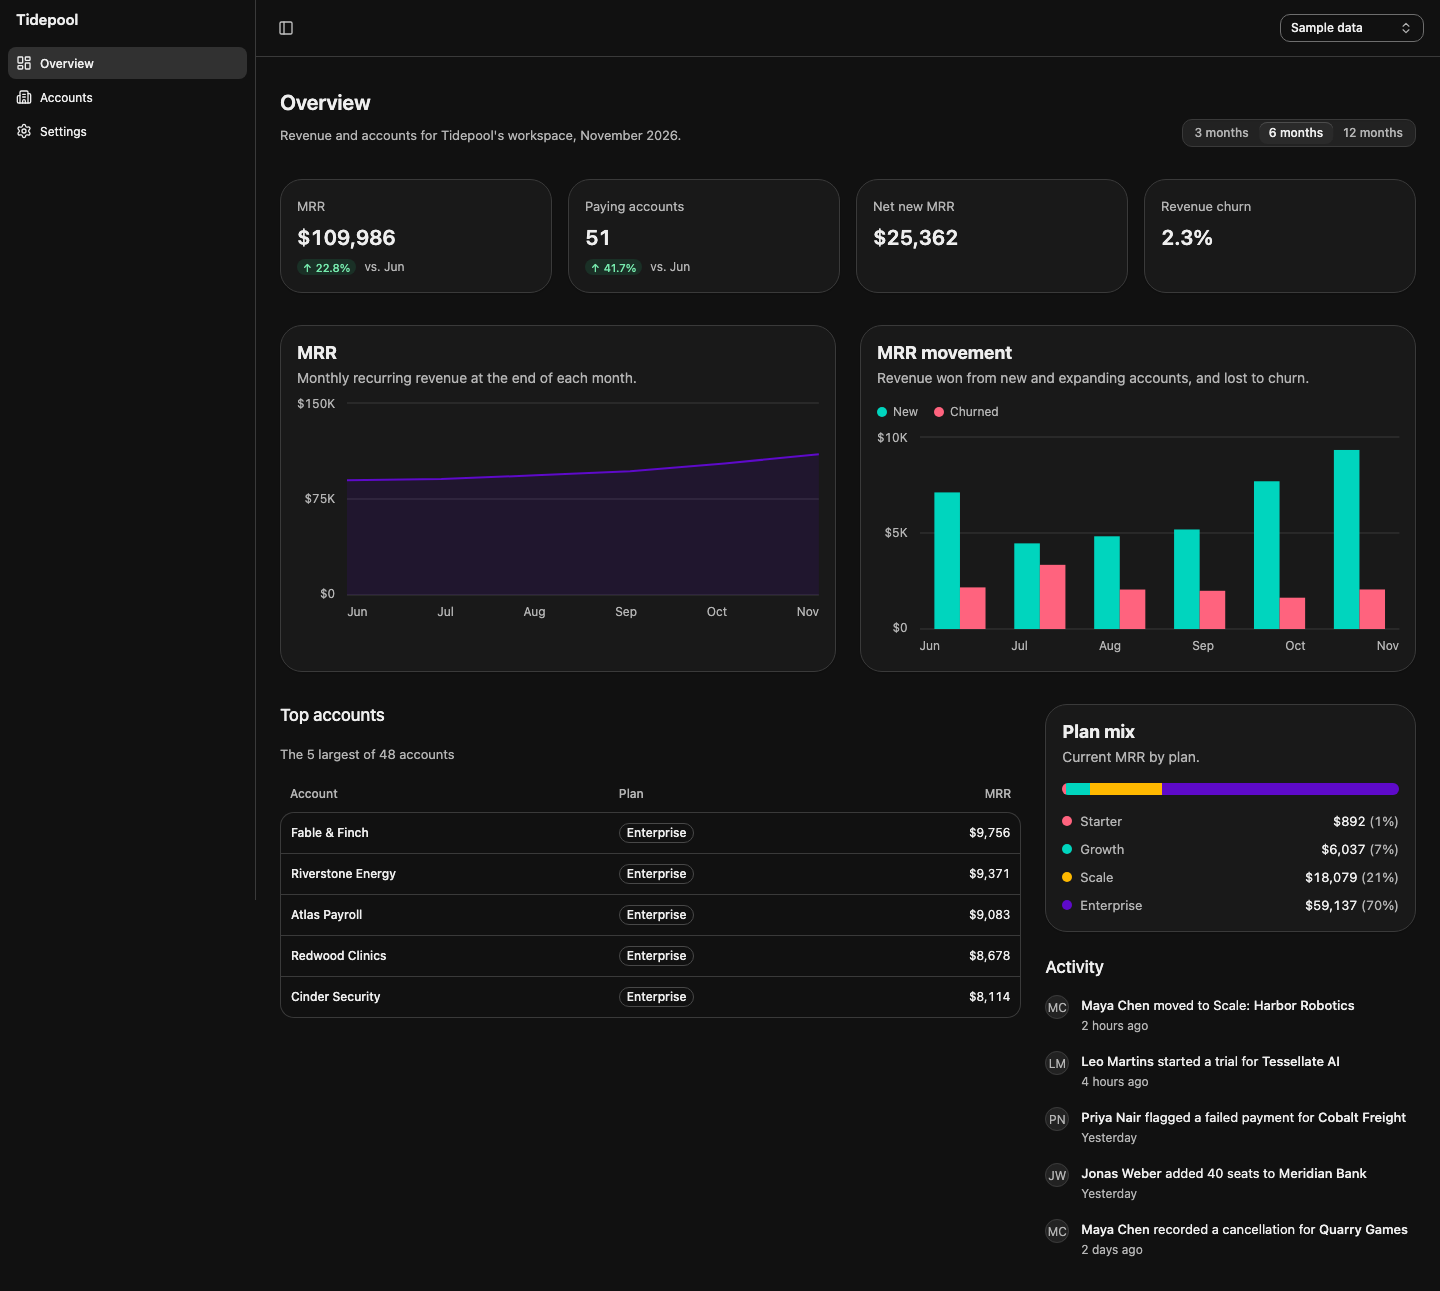 Tidepool
Overview
Accounts
Settings
Sample data
Overview
Revenue and accounts for Tidepool's workspace, November 2026.
3 months 6 months 12 months
MRR
$109,986
↑ 22.8% vs. Jun
Paying accounts
51
↑ 41.7% vs. Jun
Net new MRR
$25,362
Revenue churn
2.3%
MRR
Monthly recurring revenue at the end of each month.
$150K
$75K
$0
Jun Jul Aug Sep Oct Nov
MRR movement
Revenue won from new and expanding accounts, and lost to churn.
New Churned
$10K
$5K
$0
Jun Jul Aug Sep Oct Nov
Top accounts
The 5 largest of 48 accounts
Account Plan MRR
Fable & Finch Enterprise $9,756
Riverstone Energy Enterprise $9,371
Atlas Payroll Enterprise $9,083
Redwood Clinics Enterprise $8,678
Cinder Security Enterprise $8,114
Plan mix
Current MRR by plan.
Starter $892 (1%)
Growth $6,037 (7%)
Scale $18,079 (21%)
Enterprise $59,137 (70%)
Activity
MC Maya Chen moved to Scale: Harbor Robotics
2 hours ago
LM Leo Martins started a trial for Tessellate AI
4 hours ago
PN Priya Nair flagged a failed payment for Cobalt Freight
Yesterday
JW Jonas Weber added 40 seats to Meridian Bank
Yesterday
MC Maya Chen recorded a cancellation for Quarry Games
2 days ago